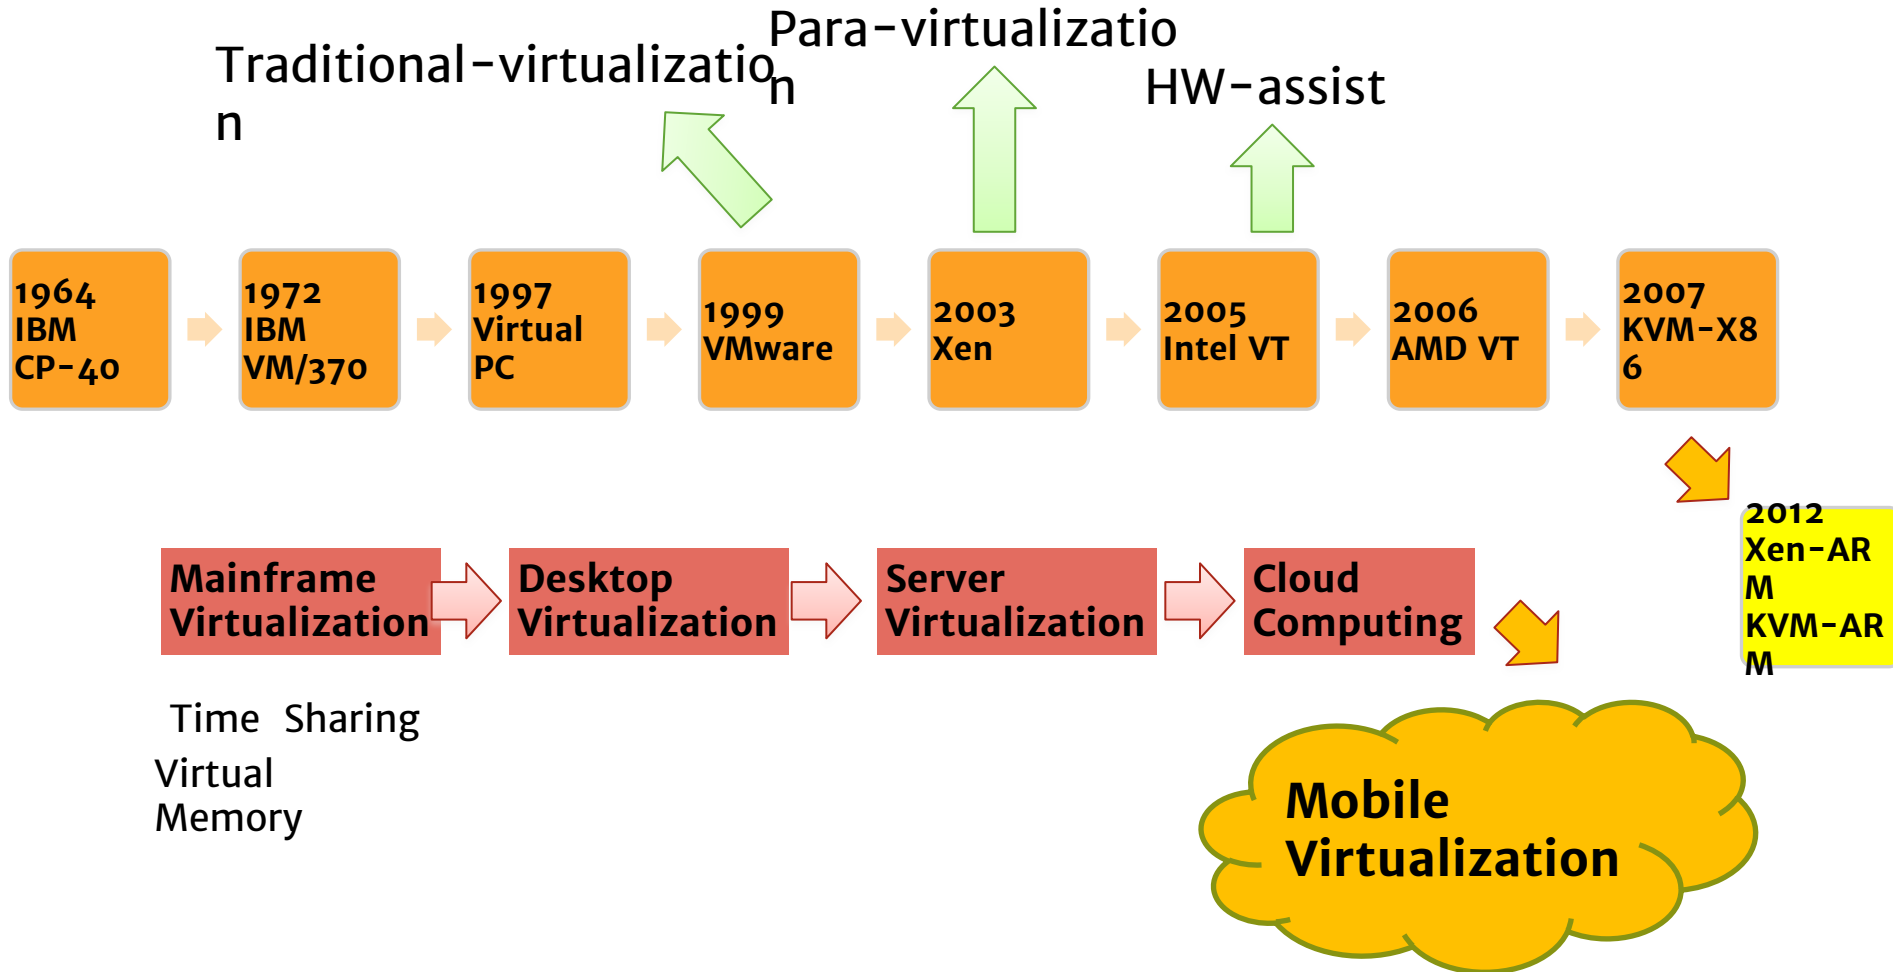 Traditional-virtualizatio
n
Para-virtualizatio
n
HW-assist
1964
IBM
CP-40
1972
IBM
VM/370
1997
Virtual
PC
1999
VMware
2003
Xen
2005
Intel VT
2006
AMD VT
2007
KVM-X8
6
2012
Xen-AR
M
KVM-AR
M
Mainframe
Virtualization
Desktop
Virtualization
Server
Virtualization
Cloud
Computing
Time Sharing
Virtual
Memory
Mobile
Virtualization